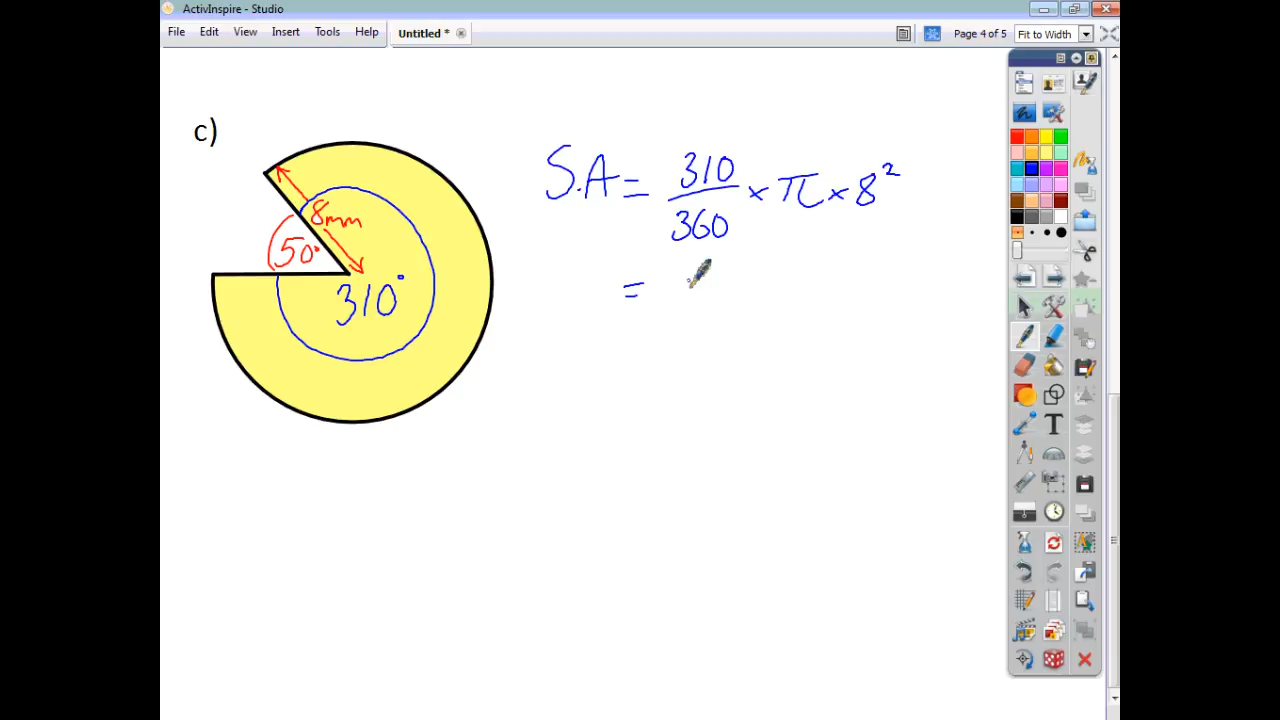 ActivInspire - Studio
File Edit View Insert Tools Help Untitled * Page 4 of 5 Fit to Width
c)
S.A = 310/360 × π × 8²
8mm
50°
310°
=